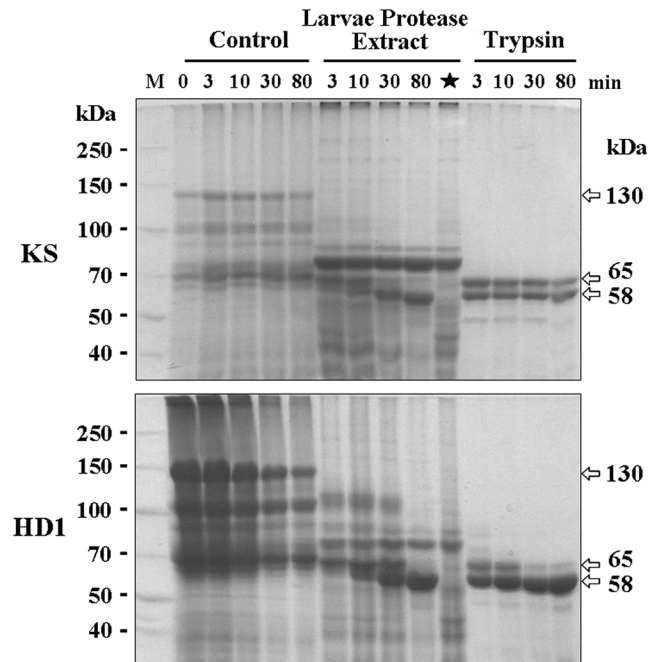 Larvae Protease
Control Extract Trypsin
M 0 3 10 30 80 3 10 30 80 ★ 3 10 30 80 min
kDa
250 -
150 -
100 -
70 -
50 -
40 -
KS
kDa
⇦ 130
⇦ 65
⇦ 58
250 -
150 -
100 -
70 -
50 -
40 -
HD1
⇦ 130
⇦ 65
⇦ 58